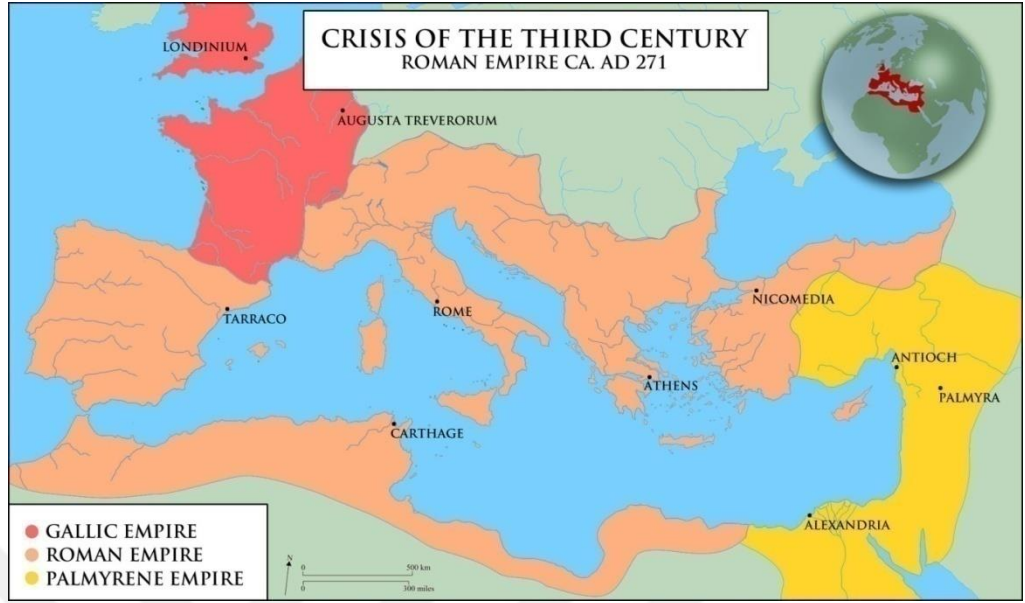 CRISIS OF THE THIRD CENTURY
ROMAN EMPIRE CA. AD 271
LONDINIUM
AUGUSTA TREVERORUM
TARRACO
ROME
NICOMEDIA
ANTIOCH
PALMYRA
ATHENS
CARTHAGE
ALEXANDRIA
GALLIC EMPIRE
ROMAN EMPIRE
PALMYRENE EMPIRE
N
0 500 km
0 300 miles